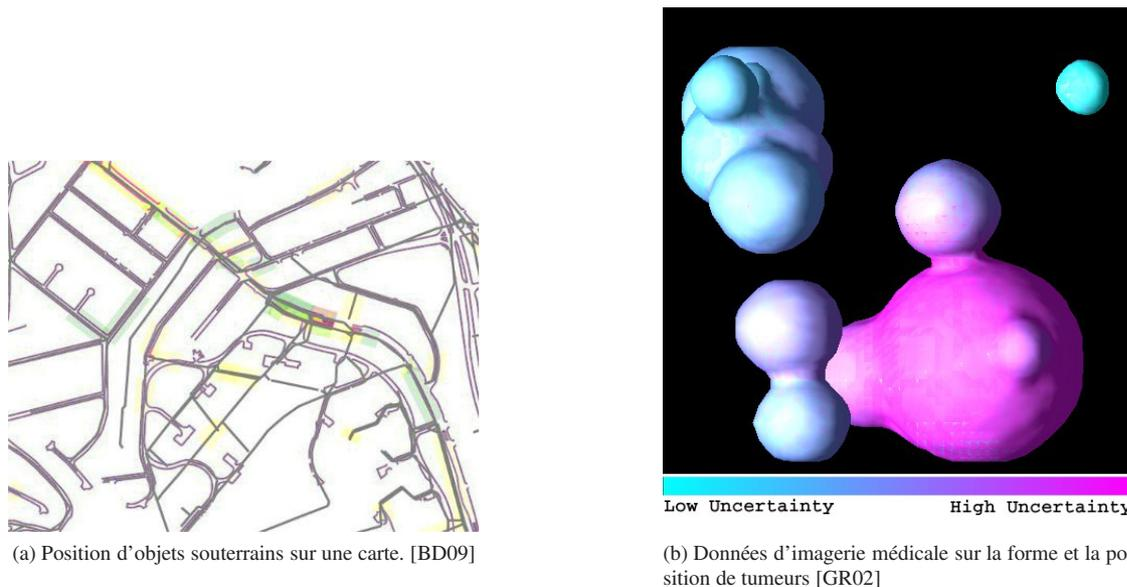 Low Uncertainty High Uncertainty
(a) Position d'objets souterrains sur une carte. [BD09]
(b) Données d'imagerie médicale sur la forme et la po-
sition de tumeurs [GR02]